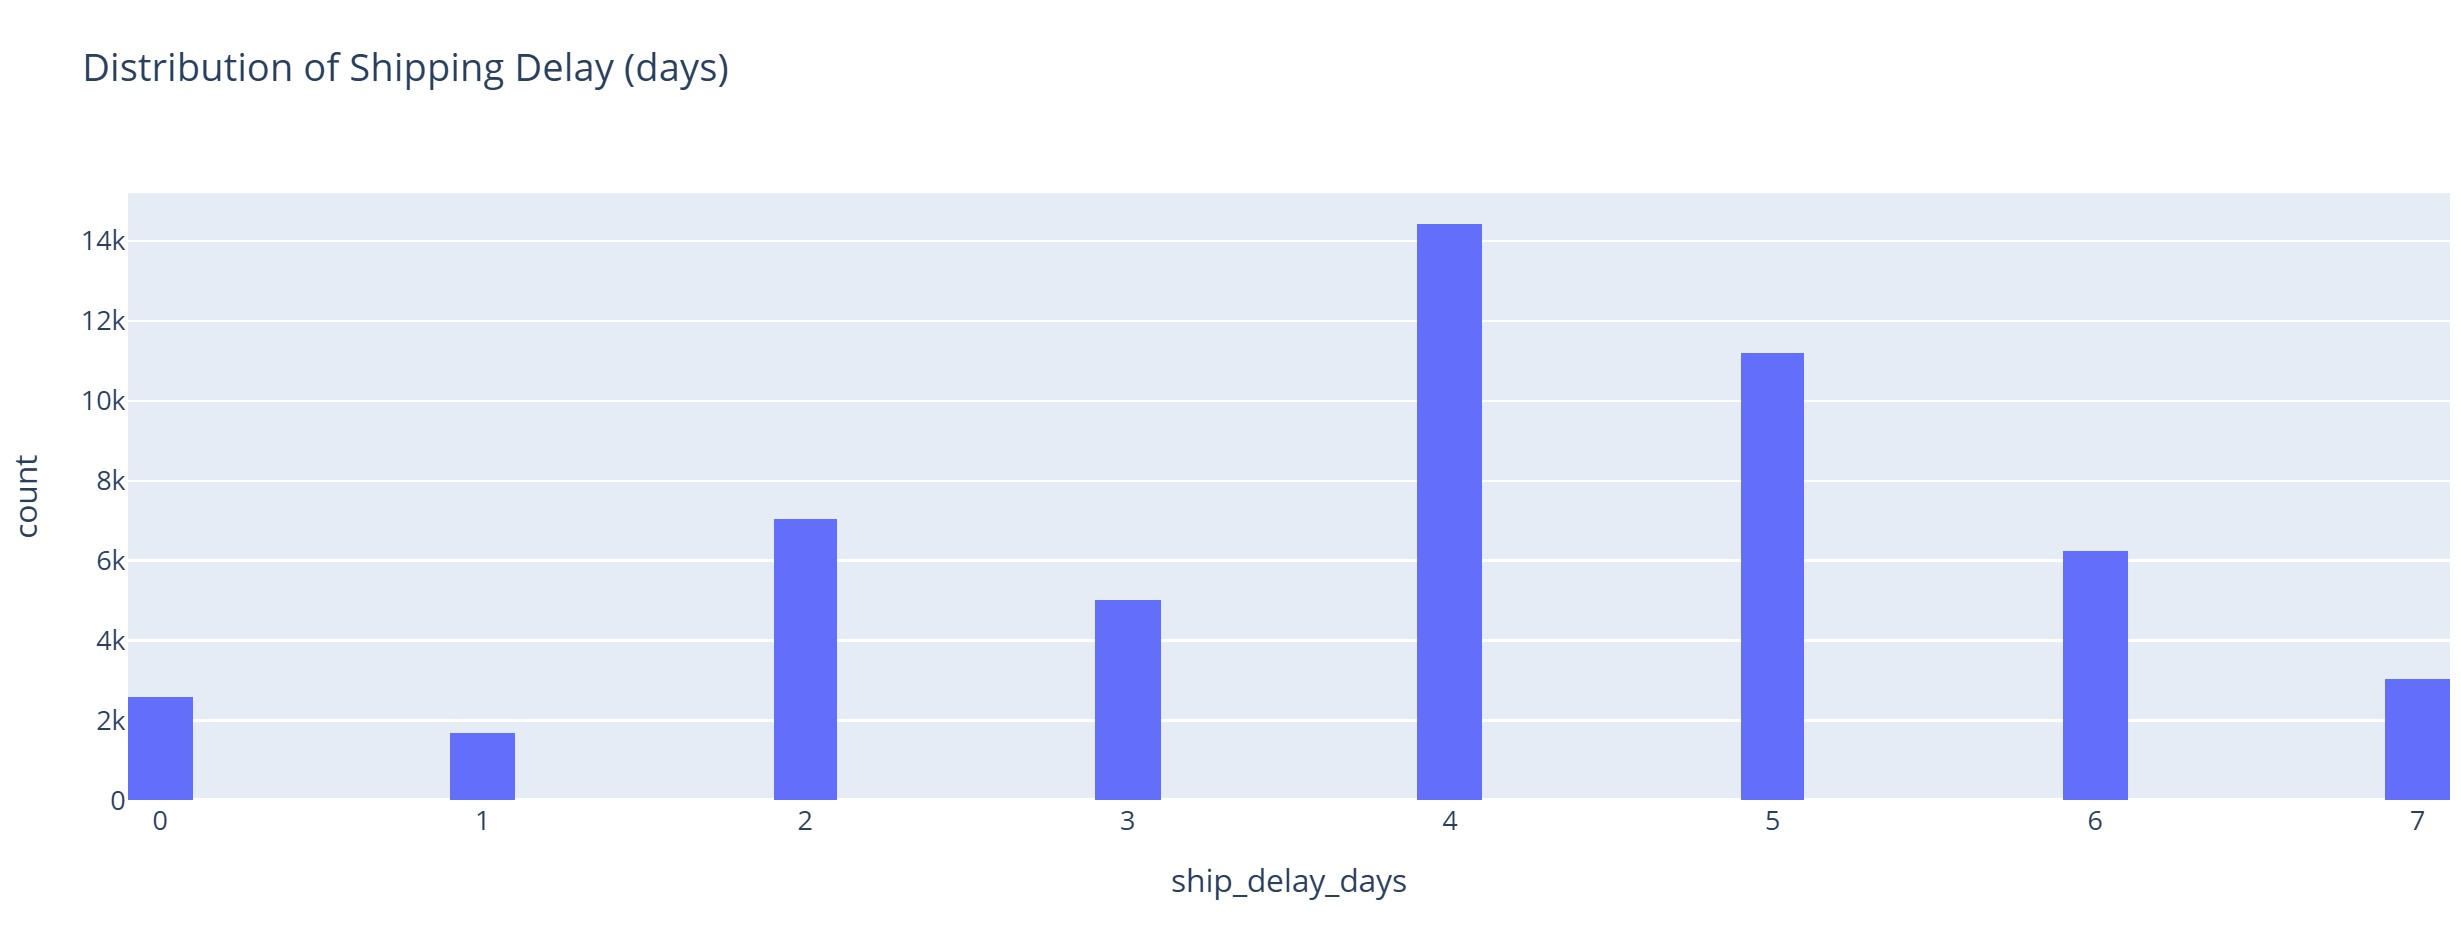 Distribution of Shipping Delay (days)
14k
12k
10k
8k
6k
4k
2k
0
count
0 1 2 3 4 5 6 7
ship_delay_days